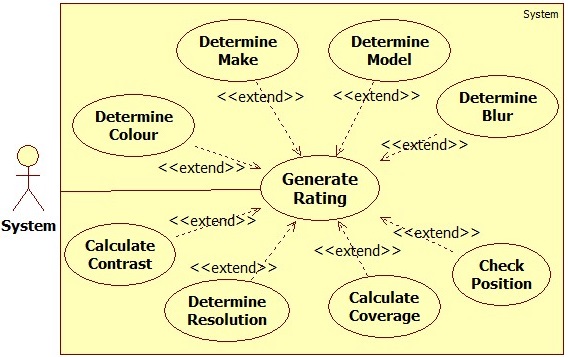 System
Determine
Make
Determine
Model
<<extend>>
<<extend>>
Determine
Blur
Determine
Colour
<<extend>>
<<extend>>
Generate
Rating
System
<<extend>>
<<extend>>
Calculate
Contrast
<<extend>>
<<extend>>
Check
Position
Determine
Resolution
Calculate
Coverage